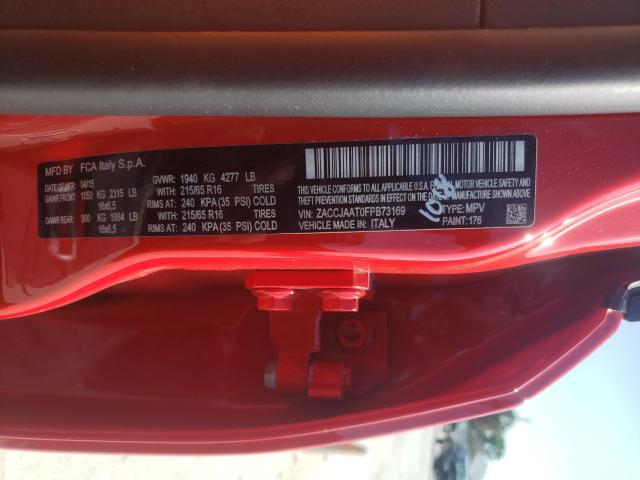 MFD BY FCA Italy S.p.A.
DATE OF MFR 04/15 GVWR: 1940 KG 4277 LB
GAWR FRONT: 1050 KG 2315 LB WITH: 215/65 R16 TIRES
16x6,5 RIMS AT: 240 KPA(35 PSI) COLD
GAWR REAR: 900 KG 1984 LB WITH: 215/65 R16 TIRES
16x6,5 RIMS AT: 240 KPA(35 PSI) COLD
THIS VEHICLE CONFORMS TO ALL APPLICABLE
FEDERAL MOTOR VEHICLE SAFETY, BUMPER, AND
THEFT PREVENTION STANDARDS IN EFFECT ON THE
DATE OF MANUFACTURE SHOWN ABOVE.
VIN: ZACCJAAT0FPB73169 TYPE: MPV
VEHICLE MADE IN: ITALY PAINT: 176